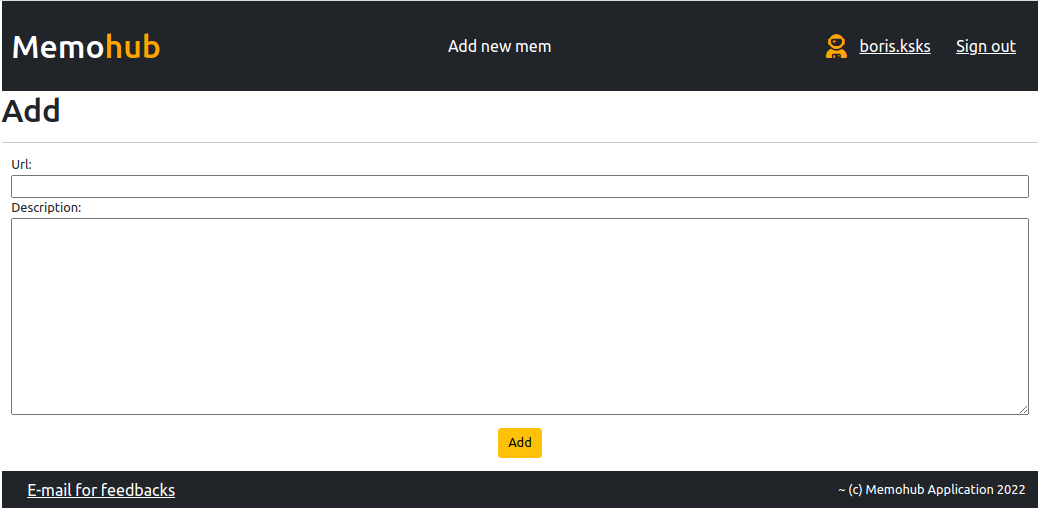 Memohub
Add new mem
boris.ksks
Sign out
Add
Url:
Description:
Add
E-mail for feedbacks
~ (c) Memohub Application 2022